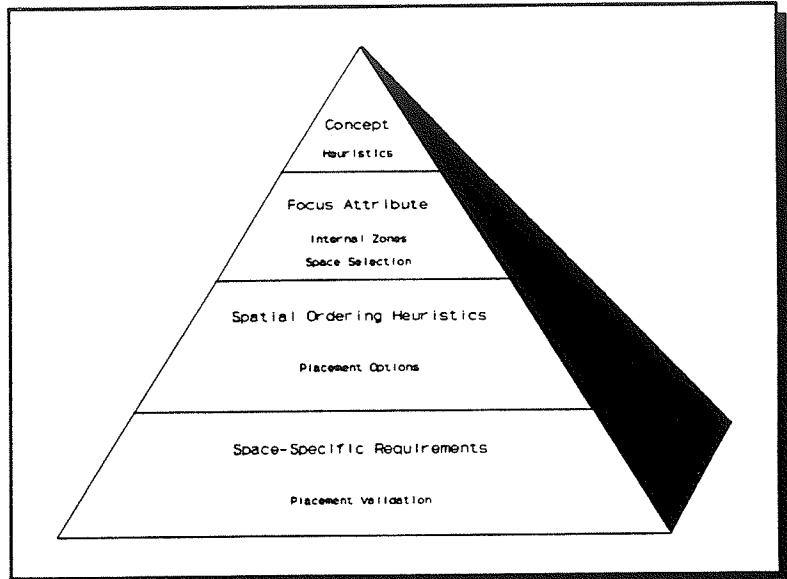 Concept
Heuristics
Focus Attribute
Internal Zones
Space Selection
Spatial Ordering Heuristics
Placement Options
Space-Specific Requirements
Placement Validation